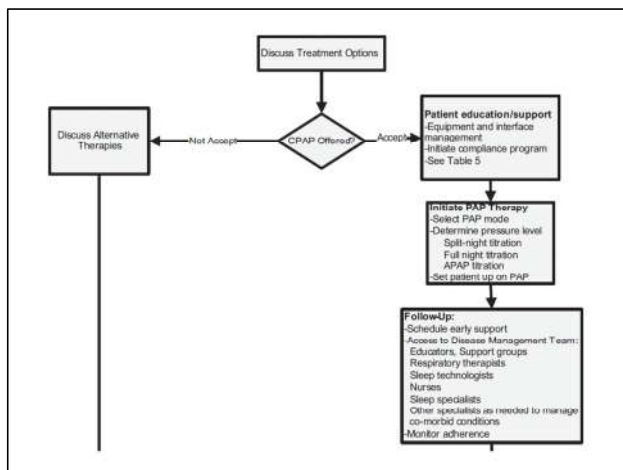 Discuss Treatment Options
Discuss Alternative
Therapies
Not Accept
CPAP Offered?
Accept
Patient education/support
-Equipment and interface
management
-Initiate compliance program
-See Table 5
Initiate PAP Therapy
-Select PAP mode
-Determine pressure level
Split-night titration
Full night titration
APAP titration
-Set patient up on PAP
Follow-Up:
-Schedule early support
-Access to Disease Management Team:
Educators, Support groups
Respiratory therapists
Sleep technologists
Nurses
Sleep specialists
Other specialists as needed to manage
co-morbid conditions
-Monitor adherence